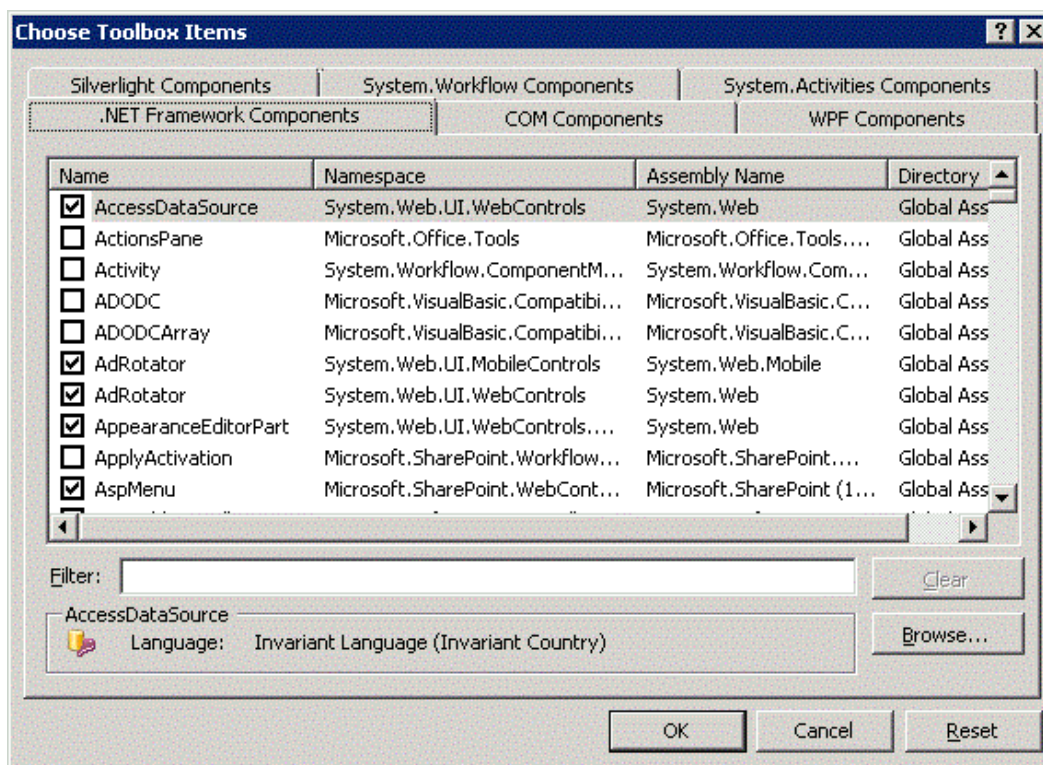 Choose Toolbox Items
Silverlight Components System.Workflow Components System.Activities Components
.NET Framework Components COM Components WPF Components
Name Namespace Assembly Name Directory
AccessDataSource System.Web.UI.WebControls System.Web Global Ass
ActionsPane Microsoft.Office.Tools Microsoft.Office.Tools.... Global Ass
Activity System.Workflow.ComponentM... System.Workflow.Com... Global Ass
ADODC Microsoft.VisualBasic.Compatibi... Microsoft.VisualBasic.C... Global Ass
ADODCArray Microsoft.VisualBasic.Compatibi... Microsoft.VisualBasic.C... Global Ass
AdRotator System.Web.UI.MobileControls System.Web.Mobile Global Ass
AdRotator System.Web.UI.WebControls System.Web Global Ass
AppearanceEditorPart System.Web.UI.WebControls.... System.Web Global Ass
ApplyActivation Microsoft.SharePoint.Workflow... Microsoft.SharePoint.... Global Ass
AspMenu Microsoft.SharePoint.WebCont... Microsoft.SharePoint (1... Global Ass
Filter: Clear
AccessDataSource
Language: Invariant Language (Invariant Country) Browse...
OK Cancel Reset